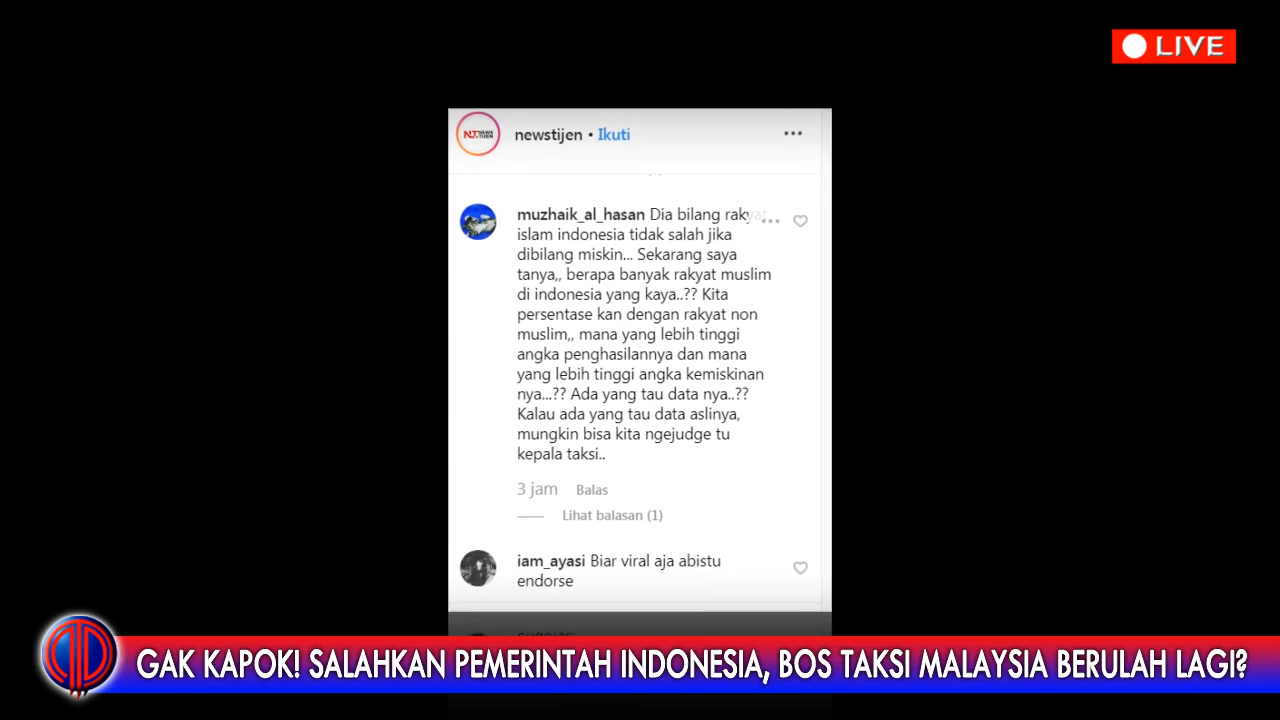 LIVE
newstijen • Ikuti
muzhaik_al_hasan Dia bilang rakyat
islam indonesia tidak salah jika
dibilang miskin... Sekarang saya
tanya,, berapa banyak rakyat muslim
di indonesia yang kaya..?? Kita
persentase kan dengan rakyat non
muslim,, mana yang lebih tinggi
angka penghasilannya dan mana
yang lebih tinggi angka kemiskinan
nya...?? Ada yang tau data nya..??
Kalau ada yang tau data aslinya,
mungkin bisa kita ngejudge tu
kepala taksi..
3 jam Balas
Lihat balasan (1)
iam_ayasi Biar viral aja abistu
endorse
GAK KAPOK! SALAHKAN PEMERINTAH INDONESIA, BOS TAKSI MALAYSIA BERULAH LAGI?